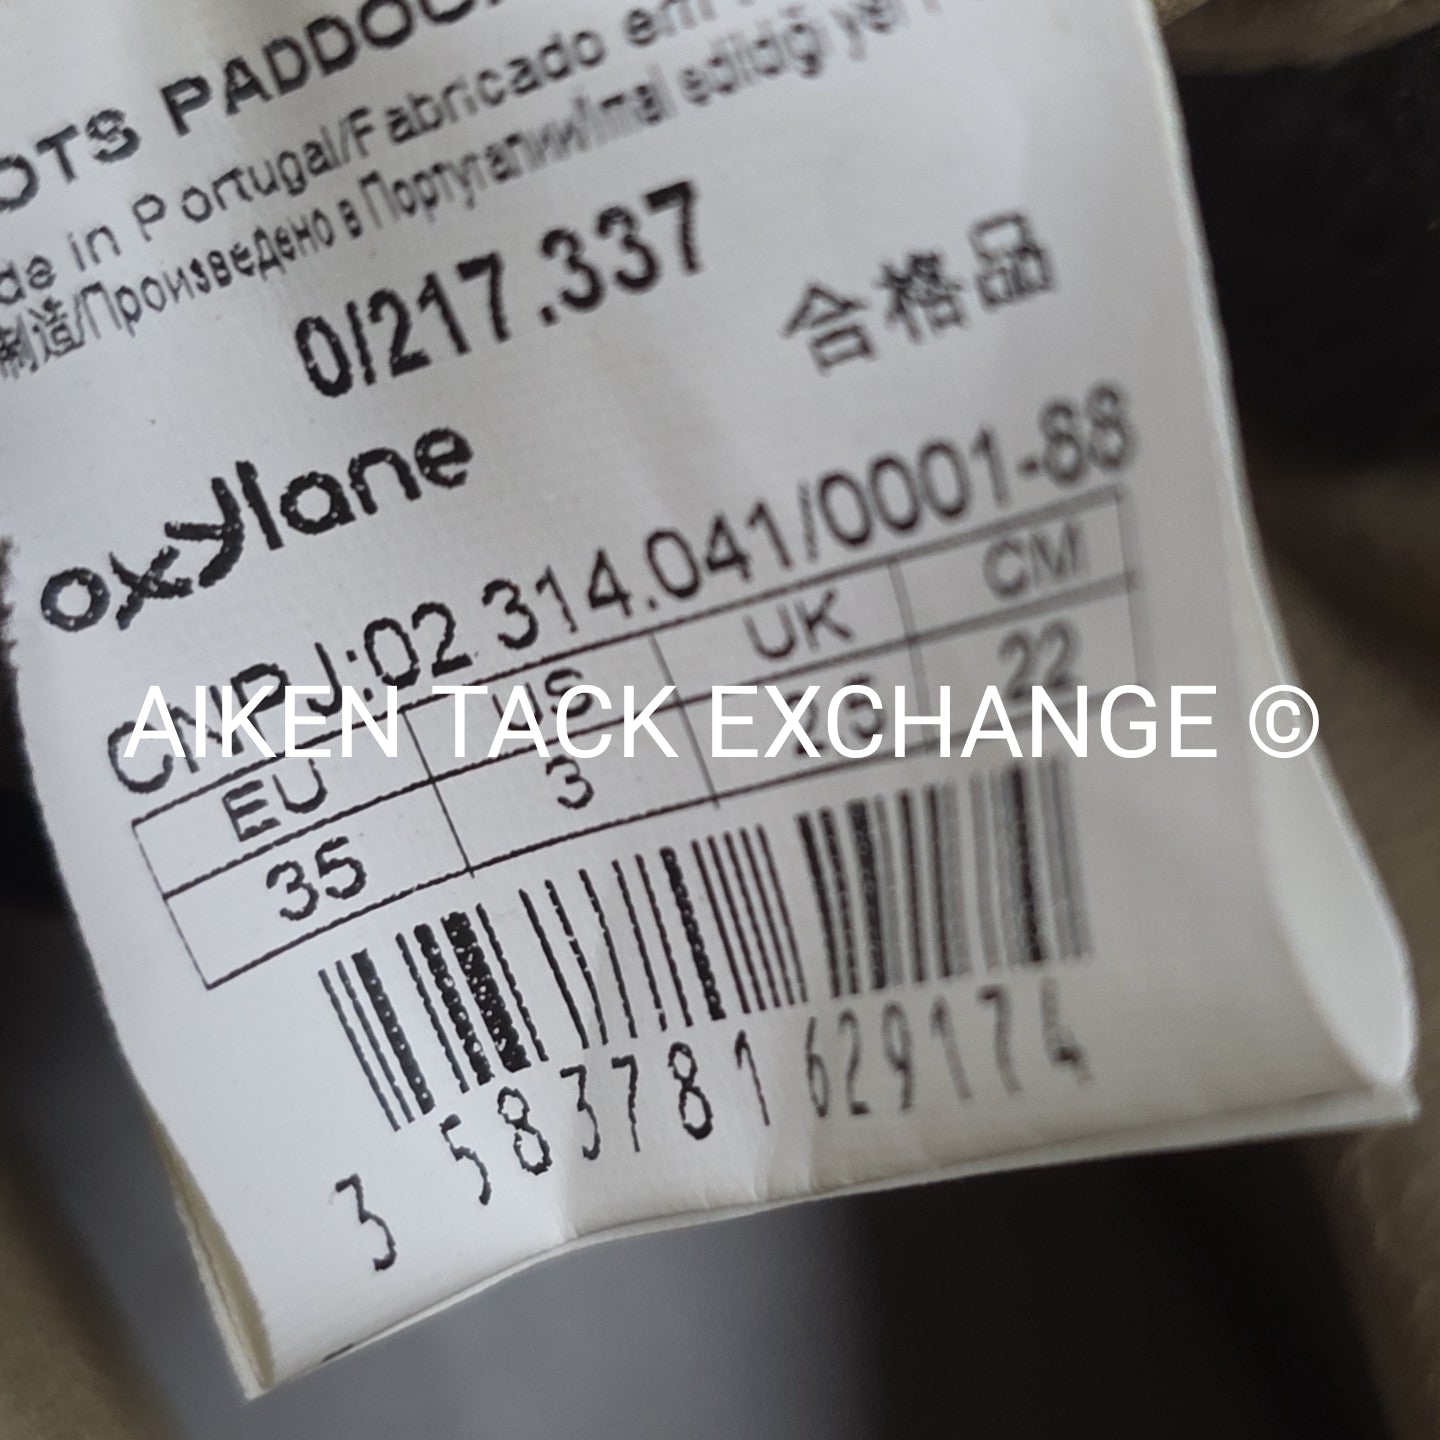 OTS PADDOC
de in Portugal/Fabricado em
制造/Произведено в Португалии/İmal edildiği yer
0/217.337
合格品
oxylane
CNPJ:02 314.041/0001-88
EU US UK CM
35 3 22
AIKEN TACK EXCHANGE ©
3 583781 629174